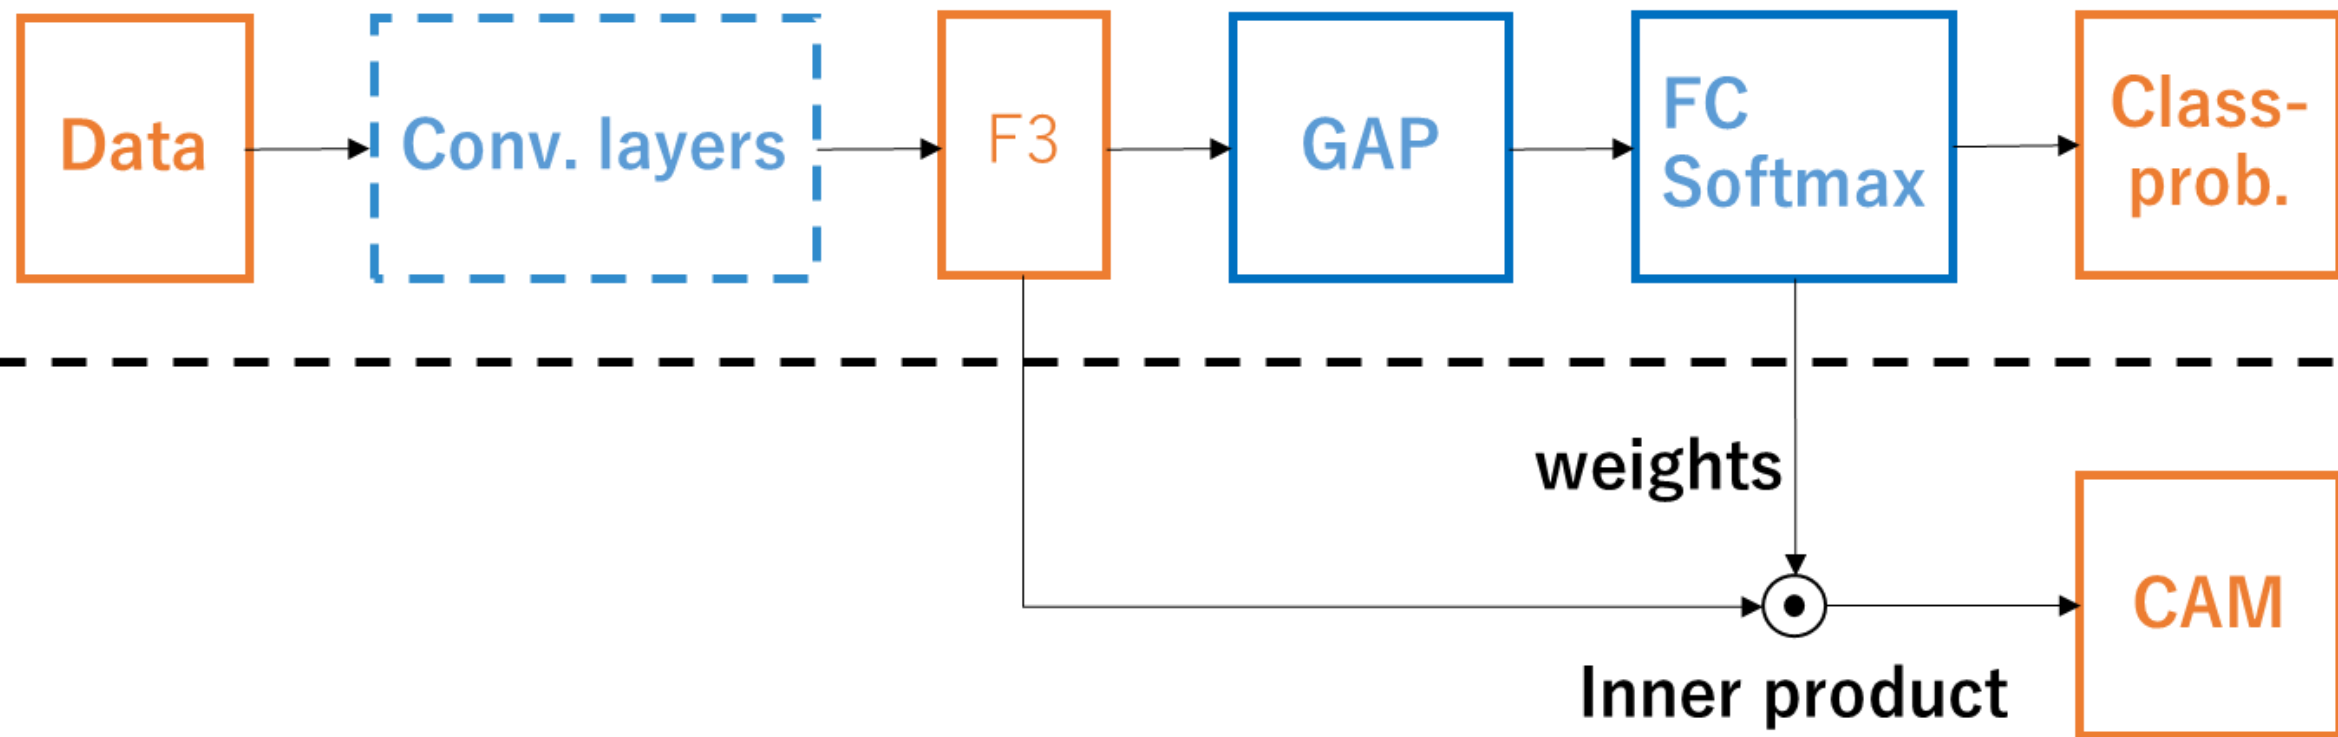 Data
Conv. layers
F3
GAP
FC
Softmax
Class-
prob.
weights
CAM
Inner product